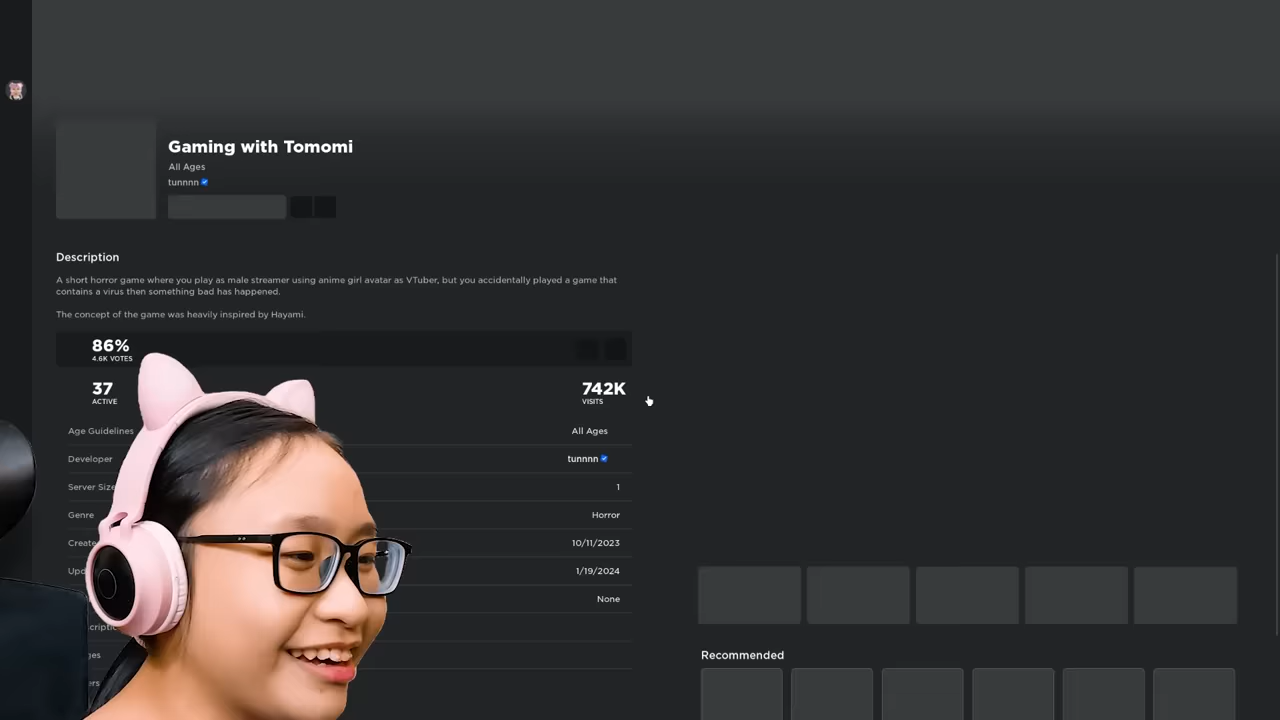 Gaming with Tomomi
All Ages
tunnnn
Description
A short horror game where you play as male streamer using anime girl avatar as VTuber, but you accidentally played a game that
contains a virus then something bad has happened.
The concept of the game was heavily inspired by Hayami.
86%
4.6K VOTES
37
ACTIVE
742K
VISITS
Age Guidelines
All Ages
Developer
tunnnn
Server Size
1
Genre
Horror
Create
10/11/2023
Upd
1/19/2024
None
Recommended